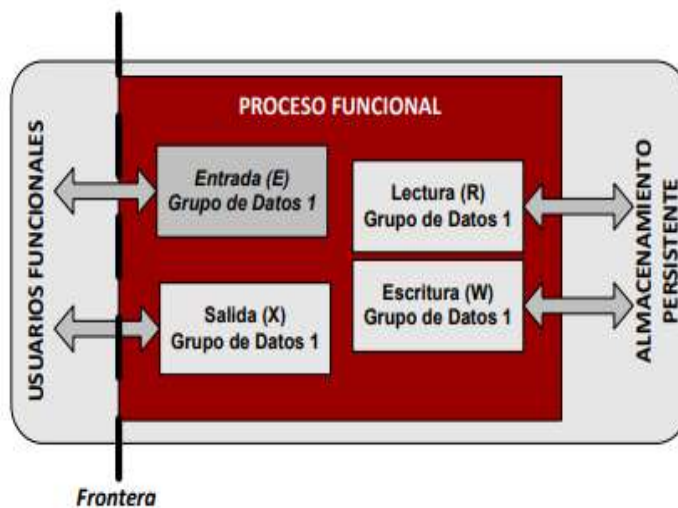 PROCESO FUNCIONAL
USUARIOS FUNCIONALES
Entrada (E)
Grupo de Datos 1
Salida (X)
Grupo de Datos 1
Lectura (R)
Grupo de Datos 1
Escritura (W)
Grupo de Datos 1
ALMACENAMIENTO
PERSISTENTE
Frontera